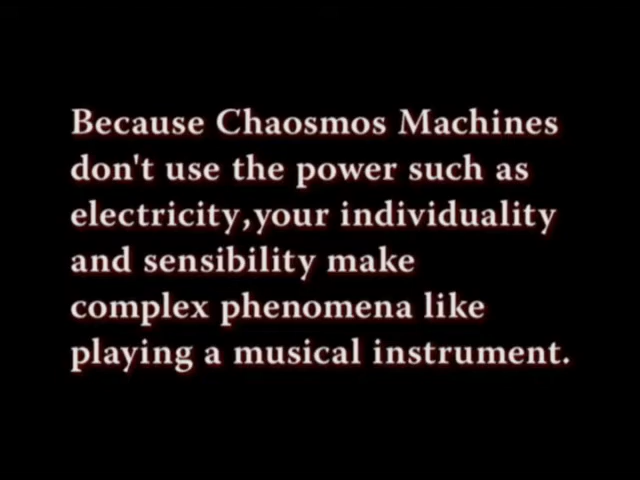 Because Chaosmos Machines
don't use the power such as
electricity,your individuality
and sensibility make
complex phenomena like
playing a musical instrument.